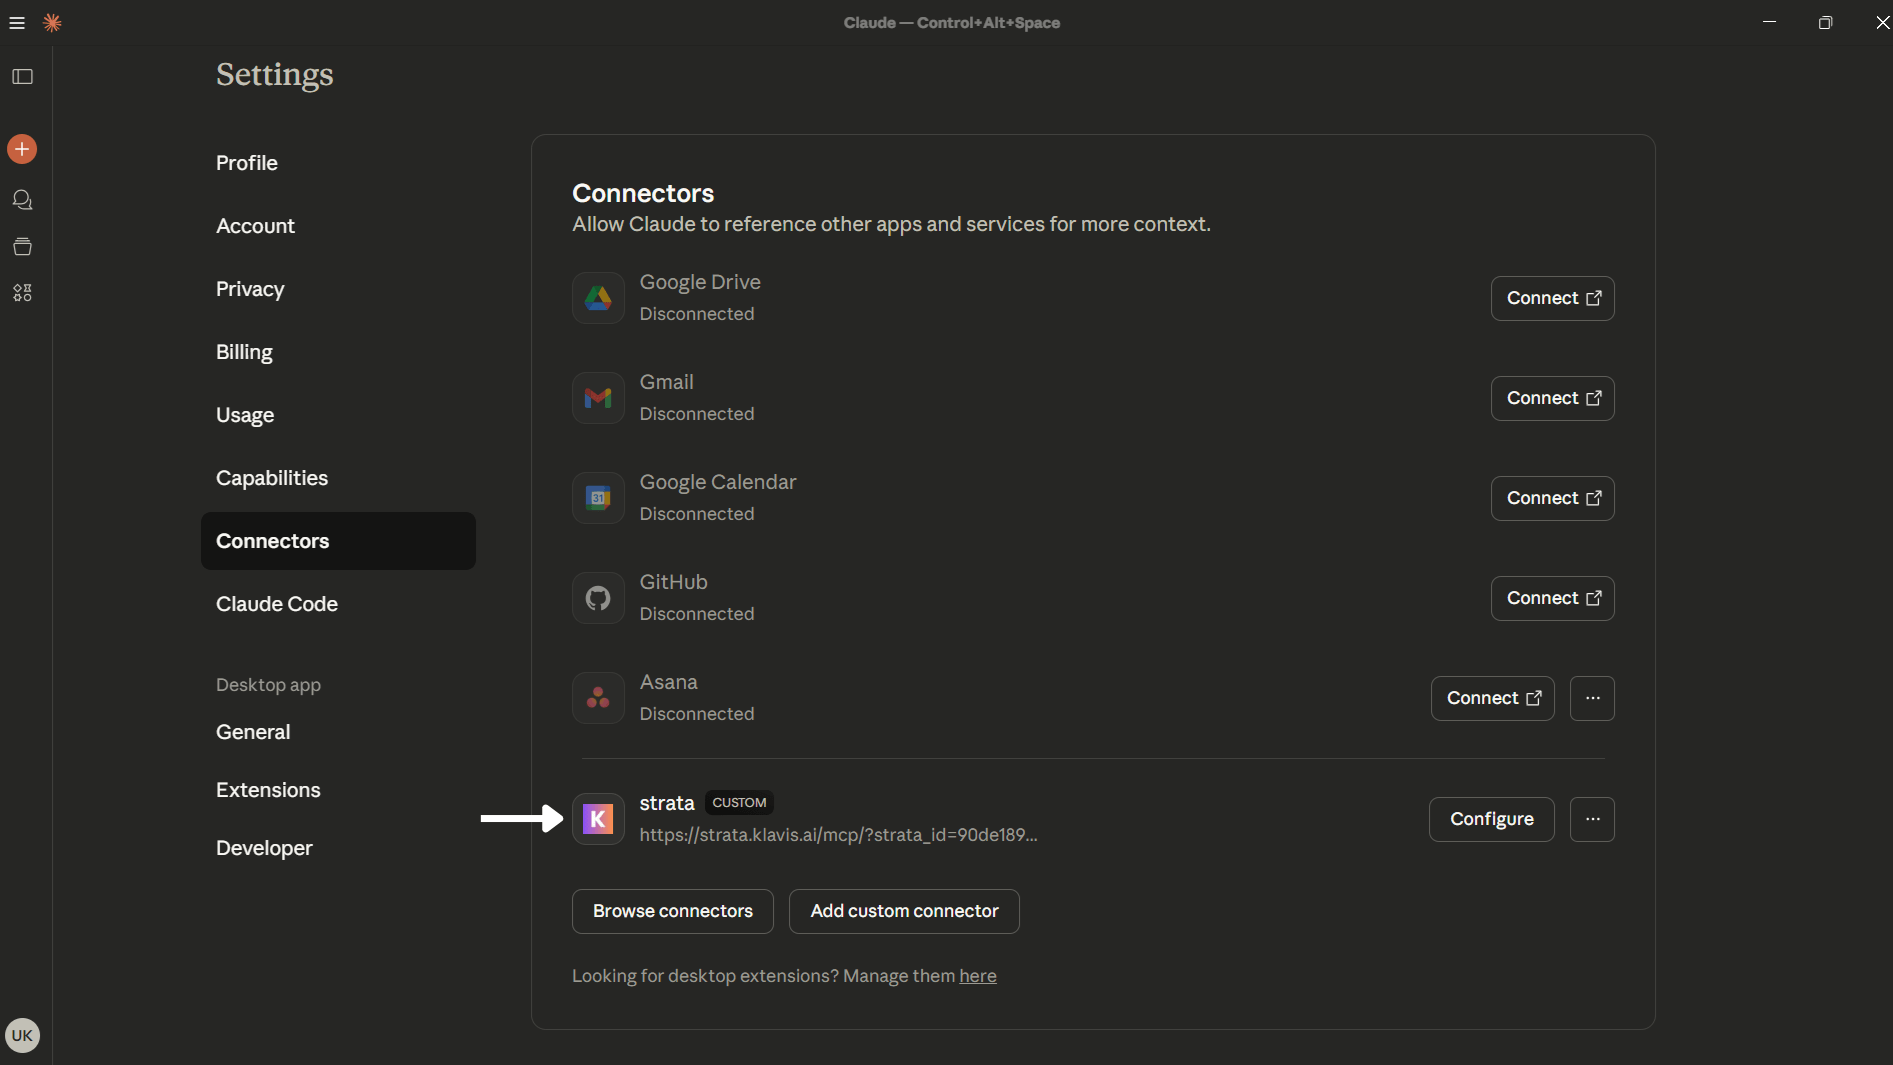 Claude — Control+Alt+Space
Settings
Profile
Account
Privacy
Billing
Usage
Capabilities
Connectors
Claude Code
Desktop app
General
Extensions
Developer
UK
Connectors
Allow Claude to reference other apps and services for more context.
Google Drive
Disconnected
Connect
Gmail
Disconnected
Connect
31
Google Calendar
Disconnected
Connect
GitHub
Disconnected
Connect
Asana
Disconnected
Connect
...
K
strata CUSTOM
https://strata.klavis.ai/mcp/?strata_id=90de189...
Configure
...
Browse connectors
Add custom connector
Looking for desktop extensions? Manage them here